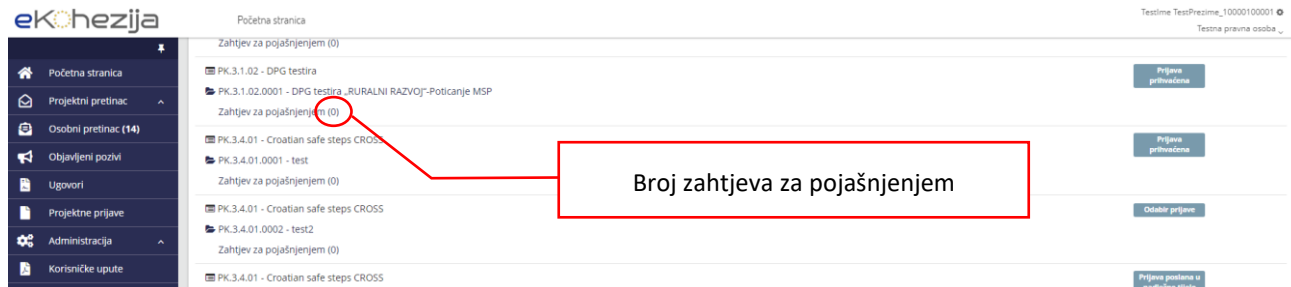 ekohezija
Početna stranica
TestIme TestPrezime_10000100001
Testna pravna osoba
Početna stranica
Projektni pretinac
Osobni pretinac (14)
Objavljeni pozivi
Ugovori
Projektne prijave
Administracija
Korisničke upute
Zahtjev za pojašnjenjem (0)
PK.3.1.02 - DPG testira
Prijava
prihvaćena
PK.3.1.02.0001 - DPG testira „RURALNI RAZVOJ“-Poticanje MSP
Zahtjev za pojašnjenjem (0)
PK.3.4.01 - Croatian safe steps CROSS
Prijava
prihvaćena
PK.3.4.01.0001 - test
Zahtjev za pojašnjenjem (0)
Broj zahtjeva za pojašnjenjem
PK.3.4.01 - Croatian safe steps CROSS
Odabir prijave
PK.3.4.01.0002 - test2
Zahtjev za pojašnjenjem (0)
PK.3.4.01 - Croatian safe steps CROSS
Prijava poslana u